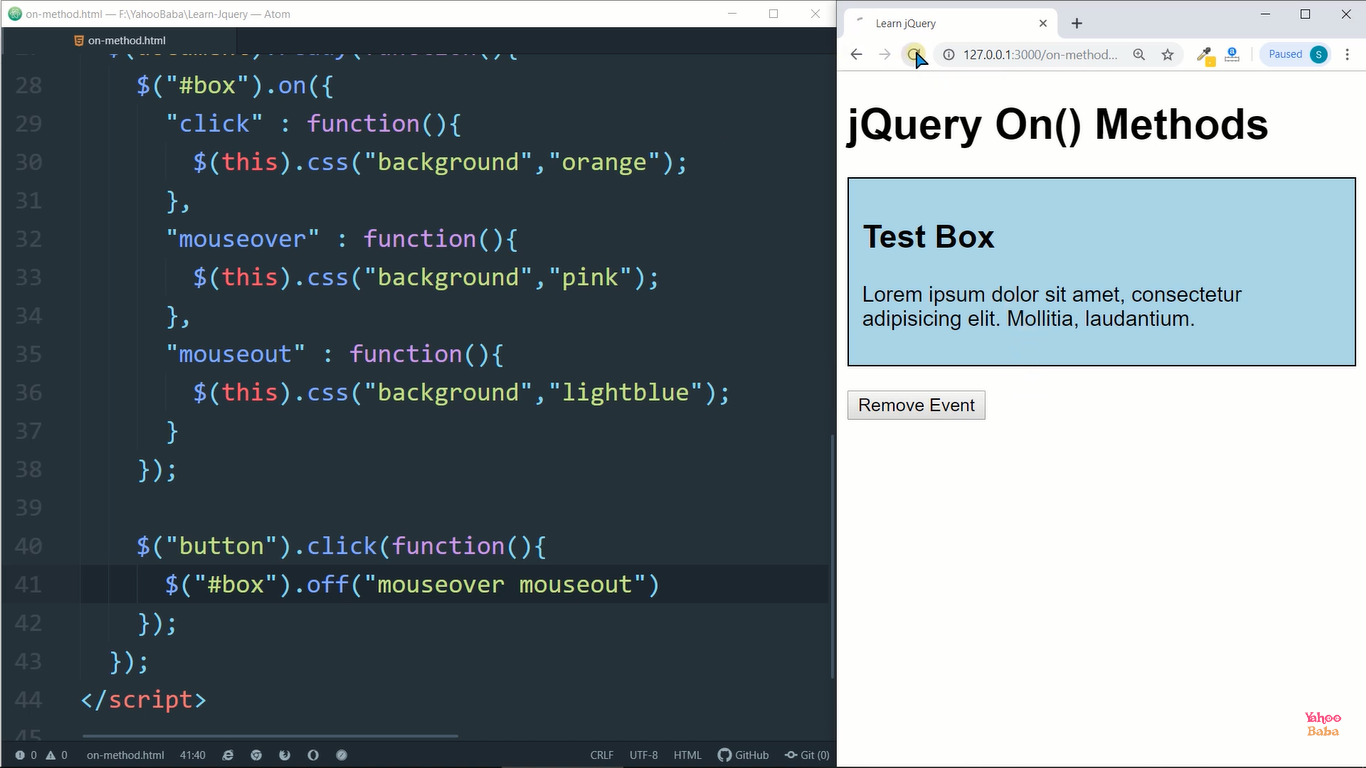 on-method.html — F:\YahooBaba\Learn-Jquery — Atom
on-method.html
28 $("#box").on({
29 "click" : function(){
30 $(this).css("background","orange");
31 },
32 "mouseover" : function(){
33 $(this).css("background","pink");
34 },
35 "mouseout" : function(){
36 $(this).css("background","lightblue");
37 }
38 });
39
40 $("button").click(function(){
41 $("#box").off("mouseover mouseout")
42 });
43 });
44 </script>
45
0 0 on-method.html 41:40 CRLF UTF-8 HTML GitHub Git (0)
Learn jQuery
127.0.0.1:3000/on-method... Paused S
jQuery On() Methods
Test Box
Lorem ipsum dolor sit amet, consectetur
adipisicing elit. Mollitia, laudantium.
Remove Event
Yahoo
Baba